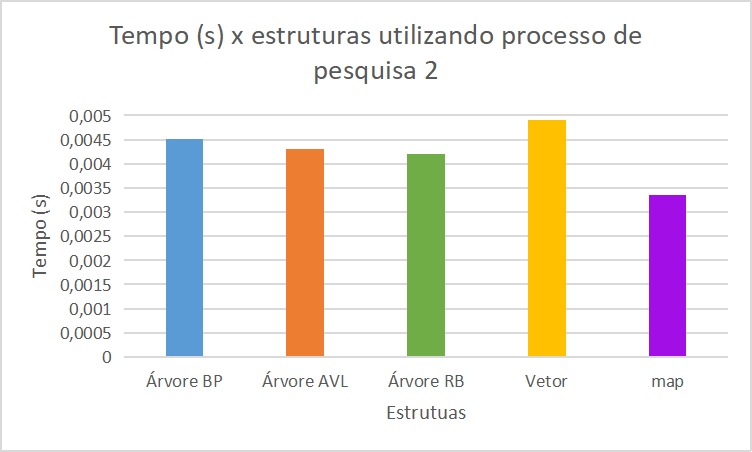 Tempo (s) x estruturas utilizando processo de
pesquisa 2
0,005
0,0045
0,004
0,0035
0,003
0,0025
0,002
0,0015
0,001
0,0005
0
Tempo (s)
Árvore BP
Árvore AVL
Árvore RB
Vetor
map
Estrutuas